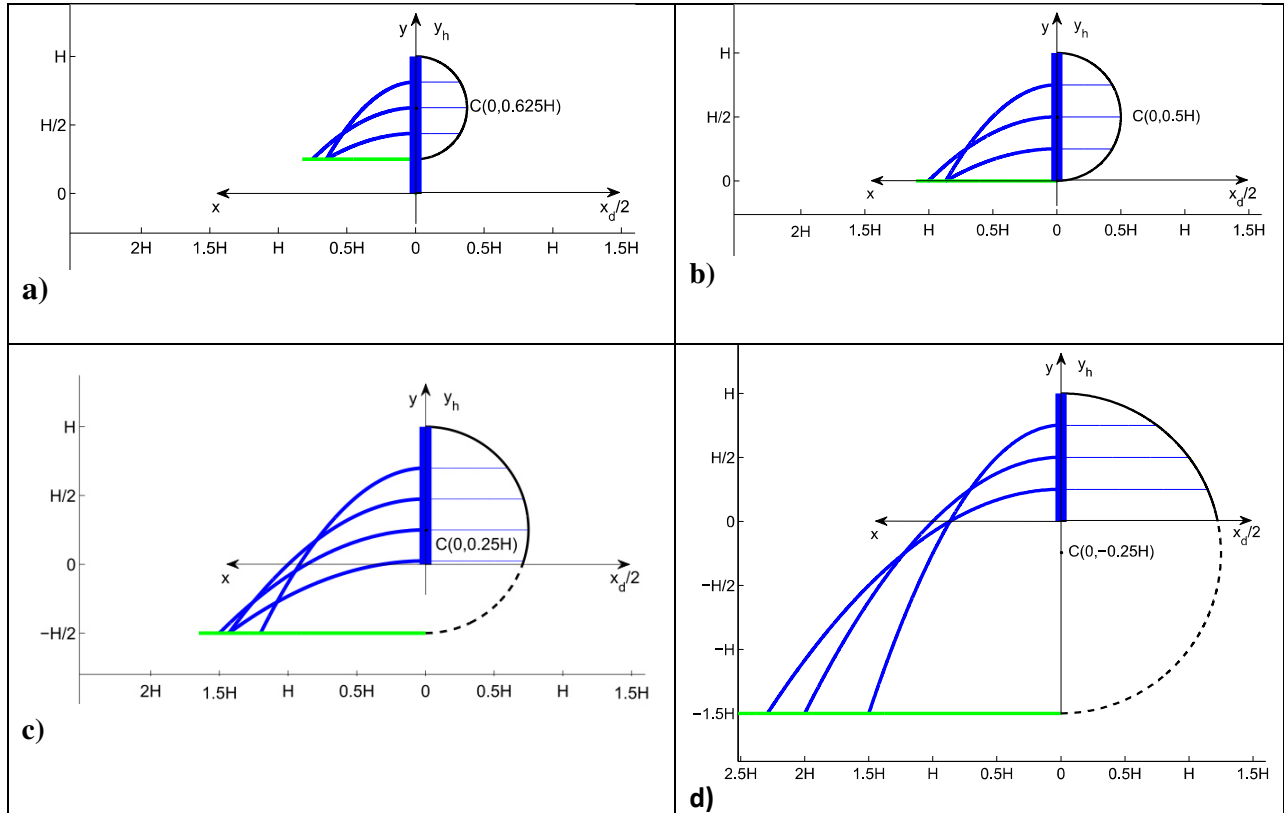 y y_h
H
C(0,0.625H)
H/2
0
x x_d/2
2H 1.5H H 0.5H 0 0.5H H 1.5H
a)
y y_h
H
C(0,0.5H)
H/2
0
x x_d/2
2H 1.5H H 0.5H 0 0.5H H 1.5H
b)
y y_h
H
H/2
C(0,0.25H)
0
x x_d/2
−H/2
2H 1.5H H 0.5H 0 0.5H H 1.5H
c)
y y_h
H
H/2
0
x x_d/2
C(0,−0.25H)
−H/2
−H
−1.5H
2.5H 2H 1.5H H 0.5H 0 0.5H H 1.5H
d)